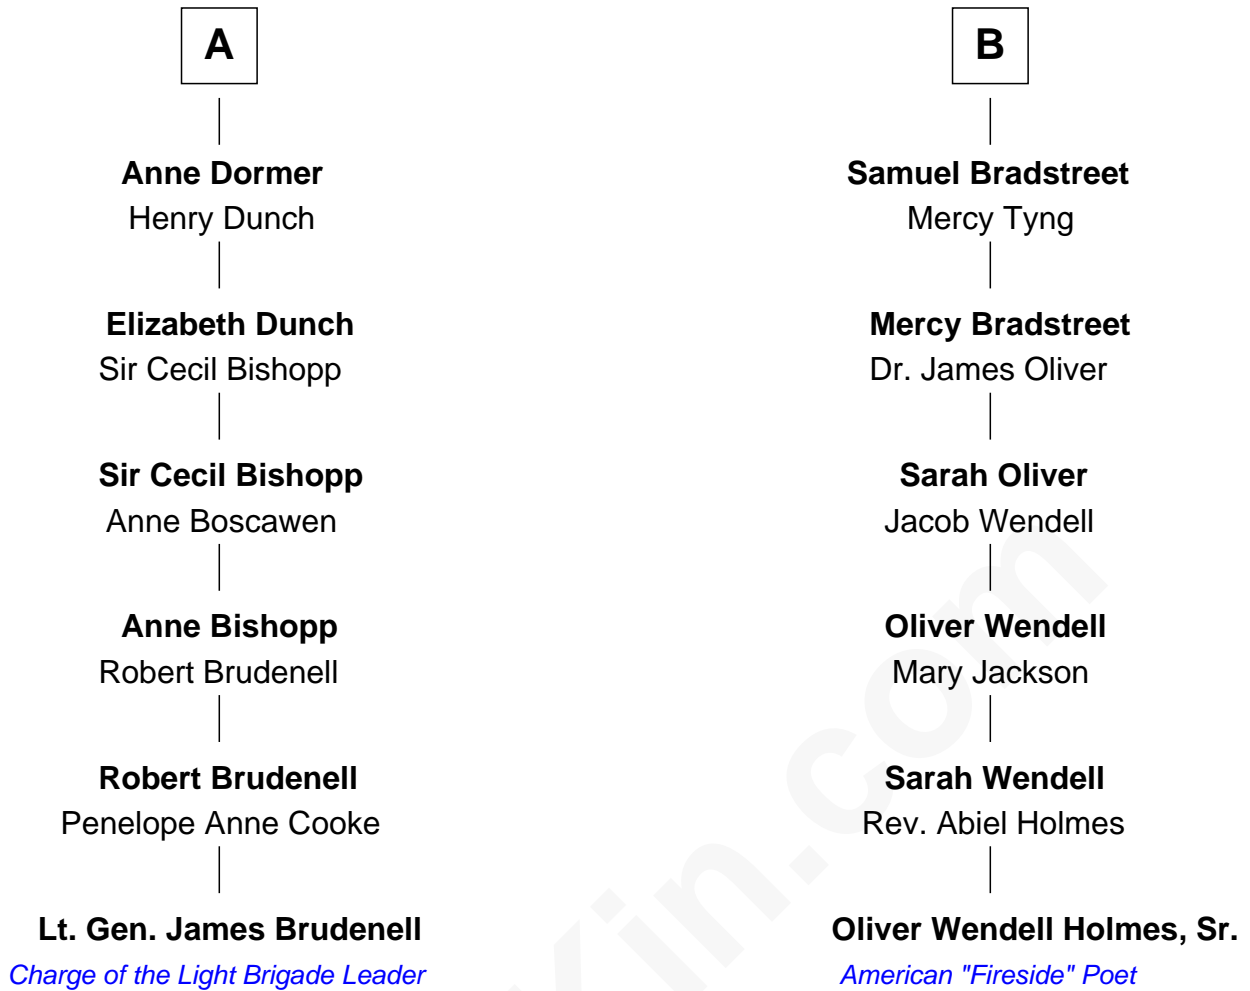 A
Anne Dormer
Henry Dunch
Elizabeth Dunch
Sir Cecil Bishopp
Sir Cecil Bishopp
Anne Boscawen
Anne Bishopp
Robert Brudenell
Robert Brudenell
Penelope Anne Cooke
Lt. Gen. James Brudenell
Charge of the Light Brigade Leader
B
Samuel Bradstreet
Mercy Tyng
Mercy Bradstreet
Dr. James Oliver
Sarah Oliver
Jacob Wendell
Oliver Wendell
Mary Jackson
Sarah Wendell
Rev. Abiel Holmes
Oliver Wendell Holmes, Sr.
American "Fireside" Poet
Kin.com